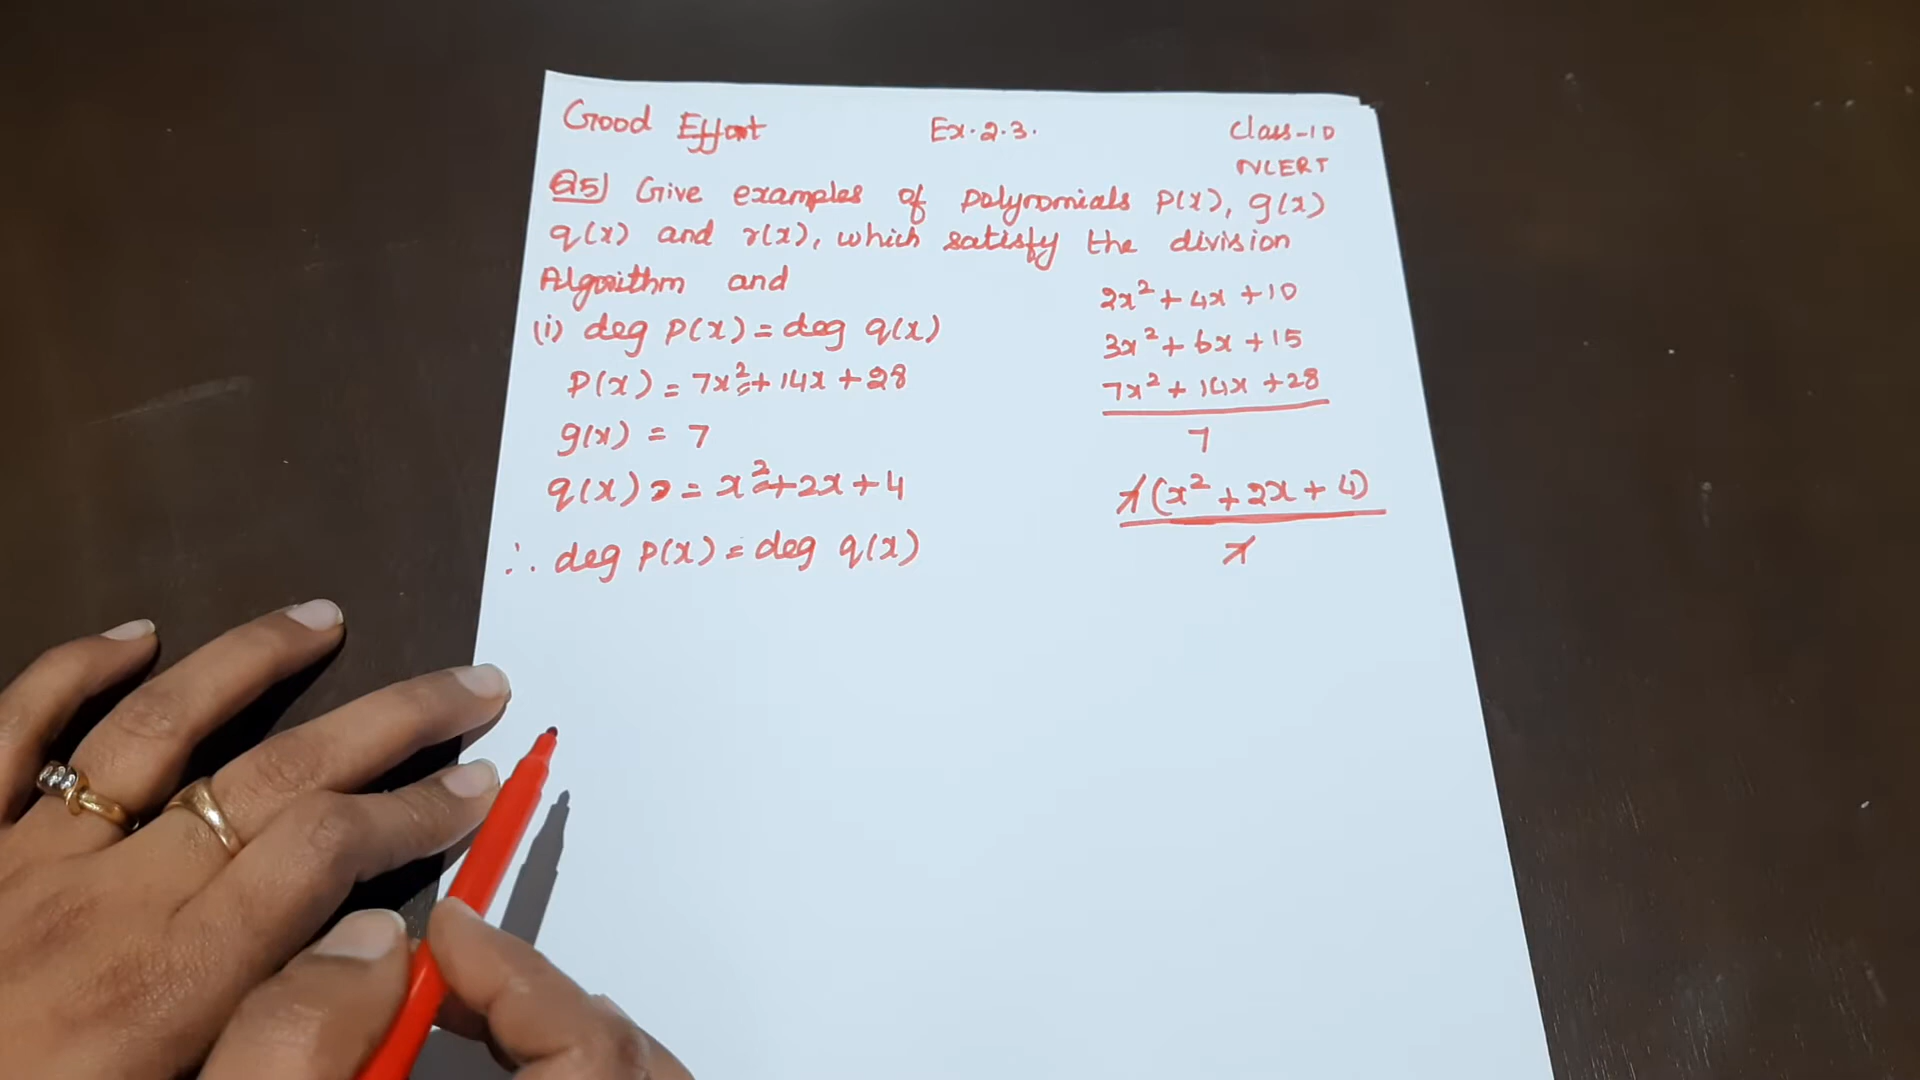 Good Effort Ex.2.3. Class-10
NCERT
Q5) Give examples of polynomials P(x), g(x)
q(x) and r(x), which satisfy the division
Algorithm and
(i) deg P(x) = deg q(x)
P(x) = 7x²+14x+28
g(x) = 7
q(x) = x²+2x+4
∴ deg P(x) = deg q(x)
2x²+4x+10
3x²+6x+15
7x²+14x+28
7
7(x²+2x+4)
7